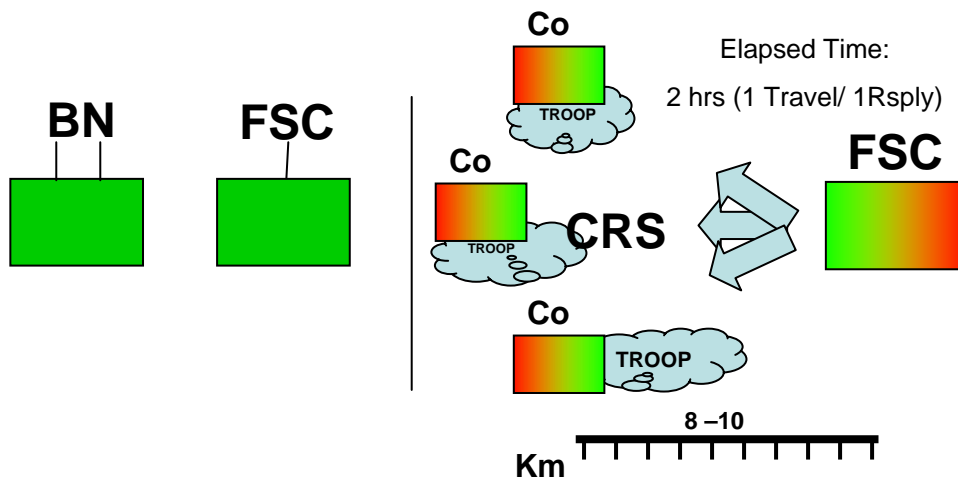 BN
FSC
Co
TROOP
Elapsed Time:
2 hrs (1 Travel/ 1Rsply)
Co
TROOP
CRS
FSC
Co
TROOP
8 –10
Km